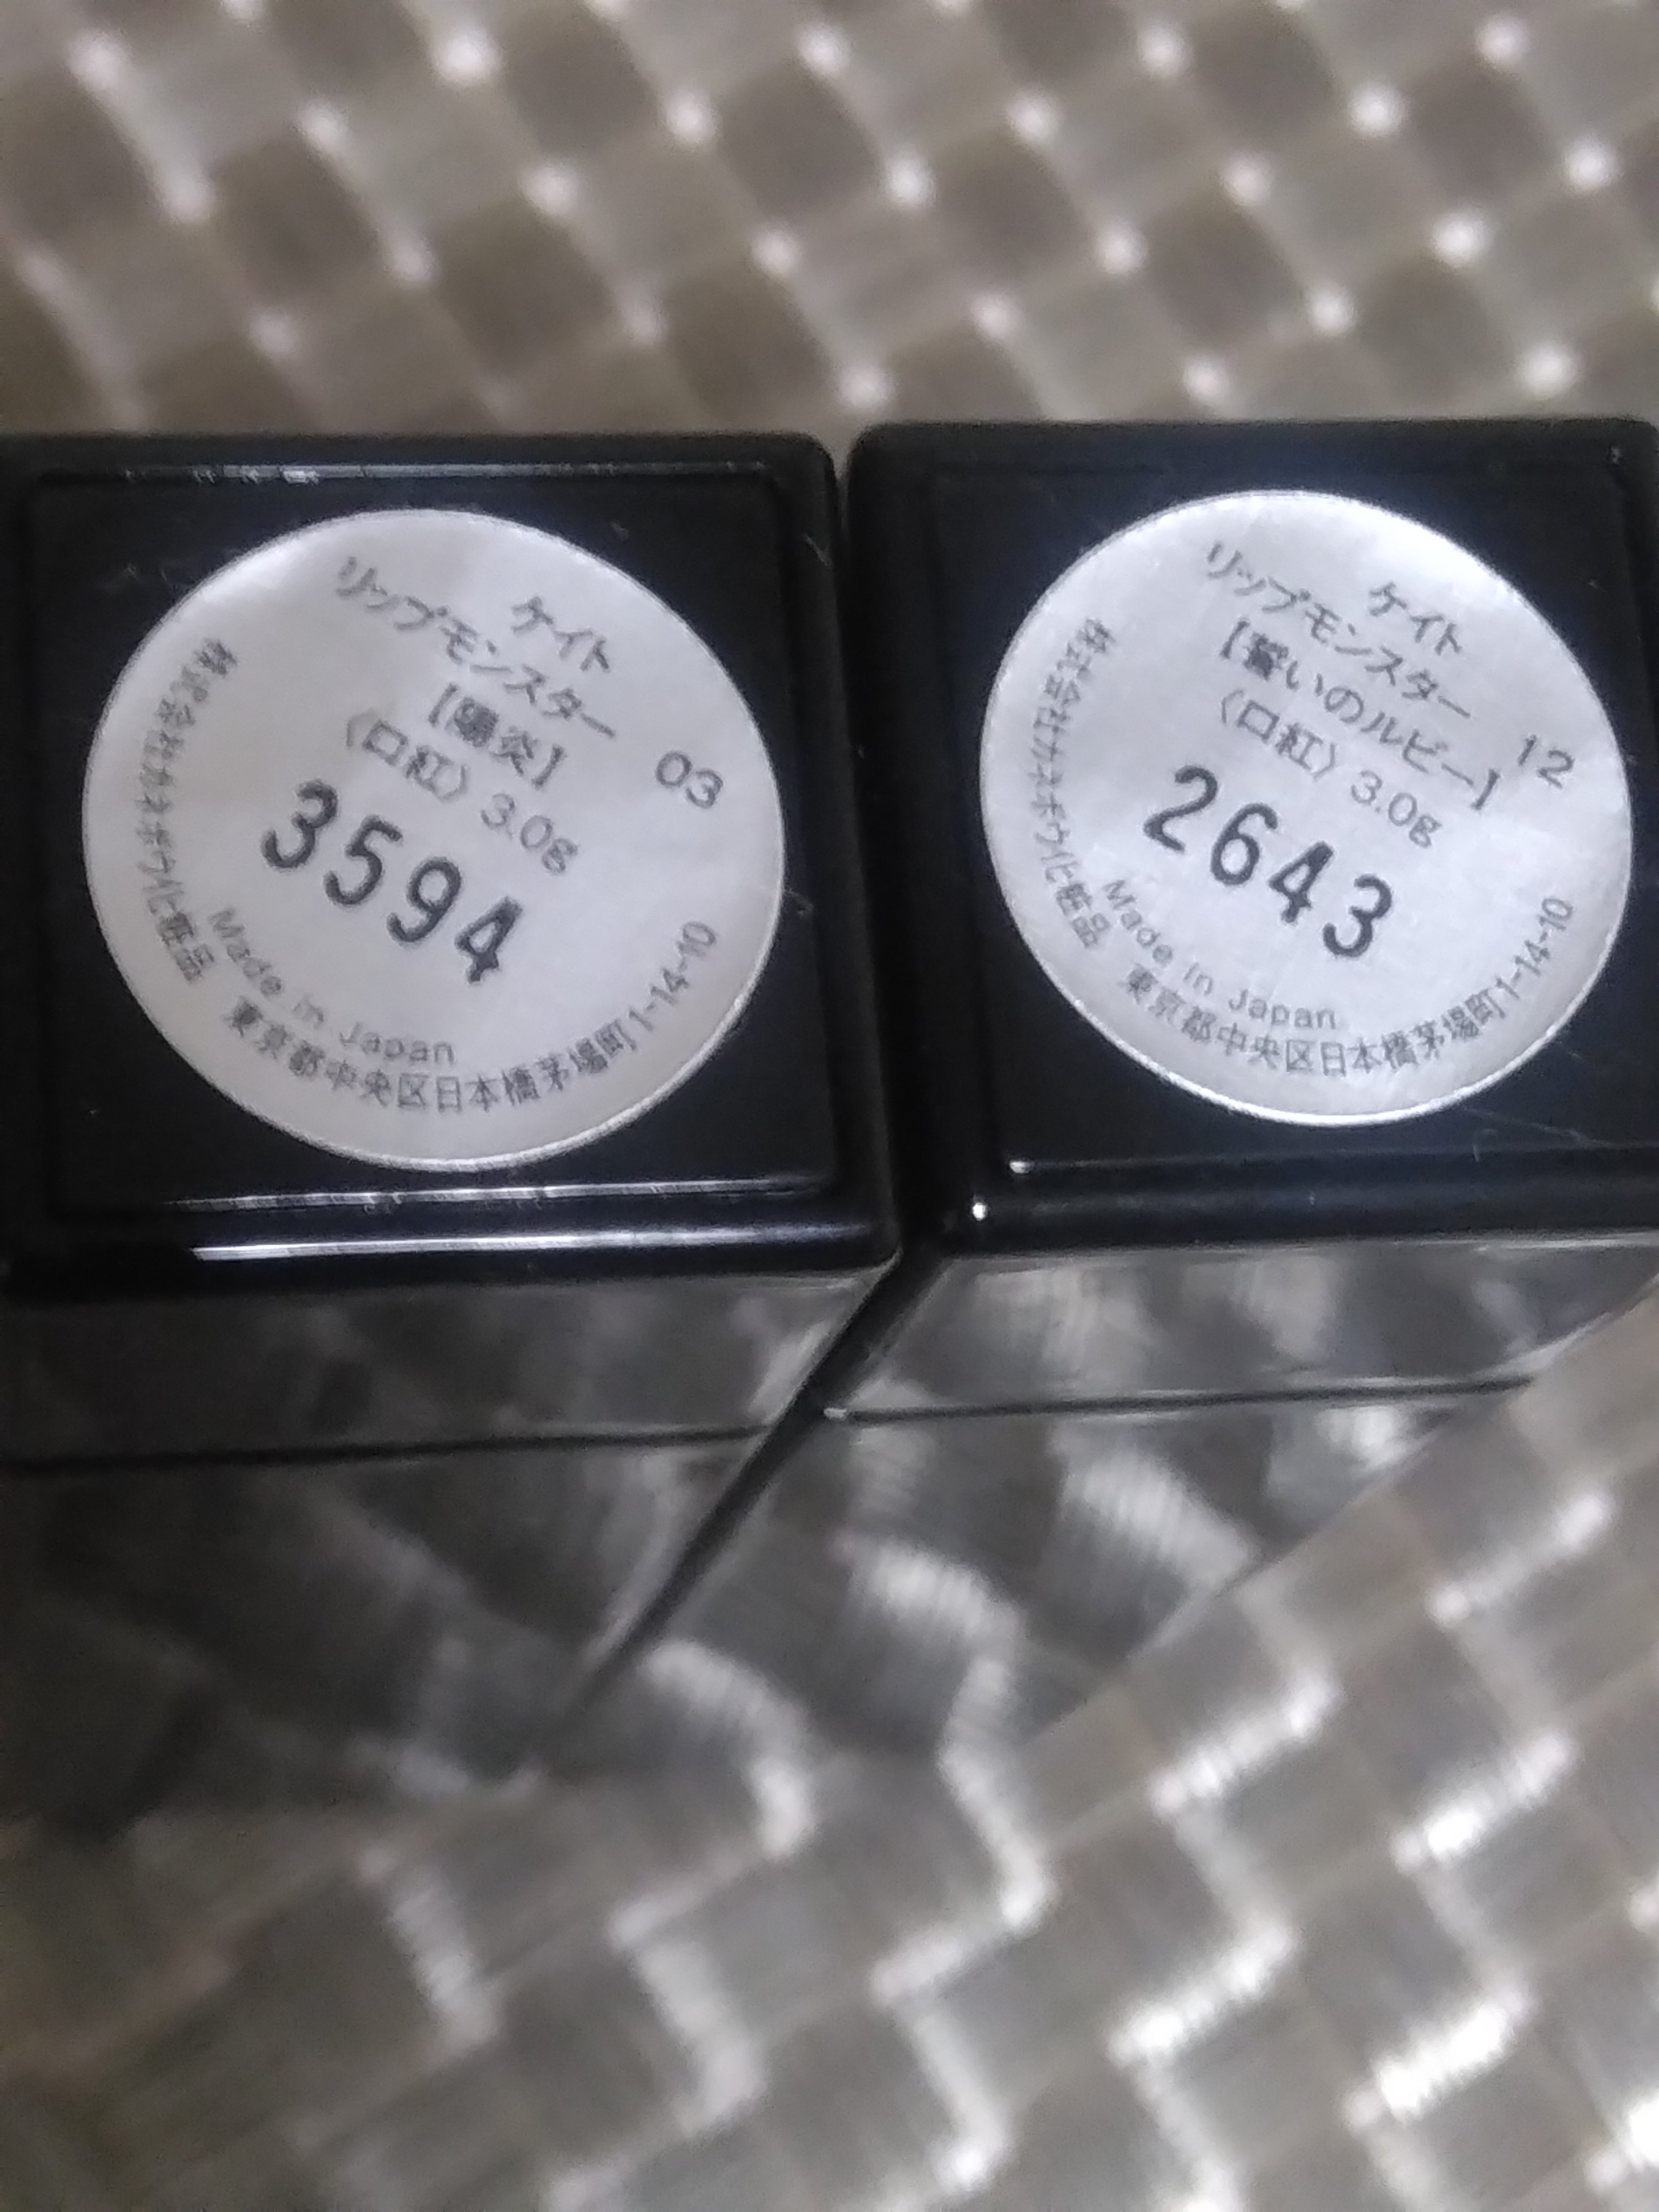 ケイト
リップモンスター
【陽炎】 03
〈口紅〉 3.0g
3594
Made in Japan
株式会社カネボウ化粧品 東京都中央区日本橋茅場町1-14-10
ケイト
リップモンスター
【誓いのルビー】 12
〈口紅〉 3.0g
2643
Made in Japan
株式会社カネボウ化粧品 東京都中央区日本橋茅場町1-14-10